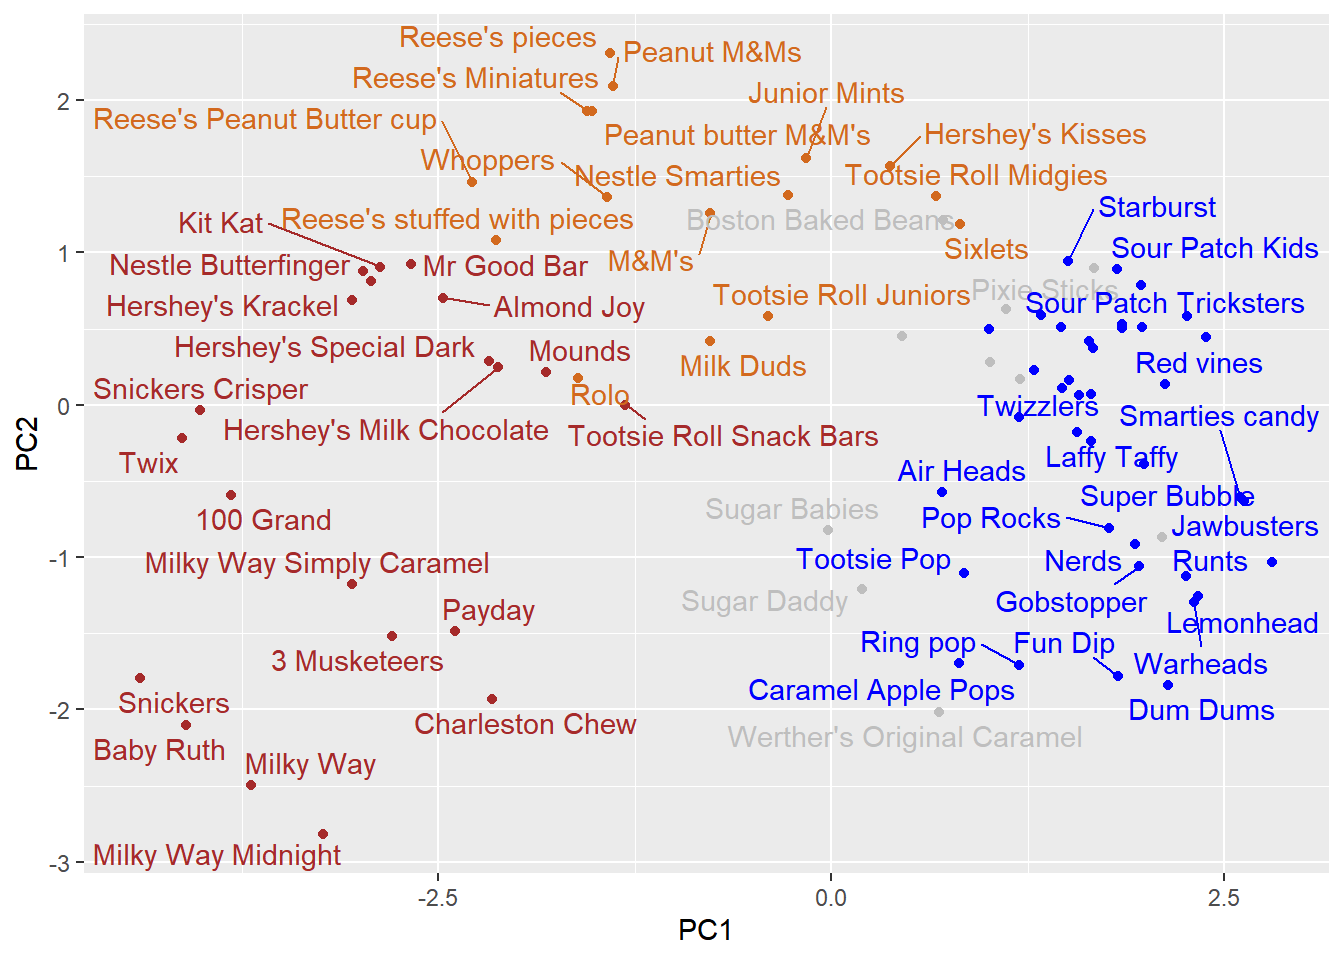 Reese's pieces
Peanut M&Ms
Reese's Miniatures
Junior Mints
Reese's Peanut Butter cup
Peanut butter M&M's
Hershey's Kisses
Whoppers
Nestle Smarties
Tootsie Roll Midgies
Kit Kat
Reese's stuffed with pieces
Boston Baked Beans
Starburst
Sixlets
Sour Patch Kids
Nestle Butterfinger
Mr Good Bar
M&M's
Hershey's Krackel
Almond Joy
Tootsie Roll Juniors
Pixie Sticks
Sour Patch Tricksters
Hershey's Special Dark
Mounds
Milk Duds
Red vines
Snickers Crisper
Rolo
Twizzlers
Smarties candy
Hershey's Milk Chocolate
Tootsie Roll Snack Bars
Twix
Laffy Taffy
Air Heads
Super Bubble
100 Grand
Sugar Babies
Pop Rocks
Jawbusters
Milky Way Simply Caramel
Tootsie Pop
Nerds
Runts
Payday
Sugar Daddy
Gobstopper
Lemonhead
3 Musketeers
Ring pop
Fun Dip
Warheads
Snickers
Caramel Apple Pops
Dum Dums
Charleston Chew
Werther's Original Caramel
Baby Ruth
Milky Way
Milky Way Midnight
2
1
0
-1
-2
-3
PC2
-2.5
0.0
2.5
PC1